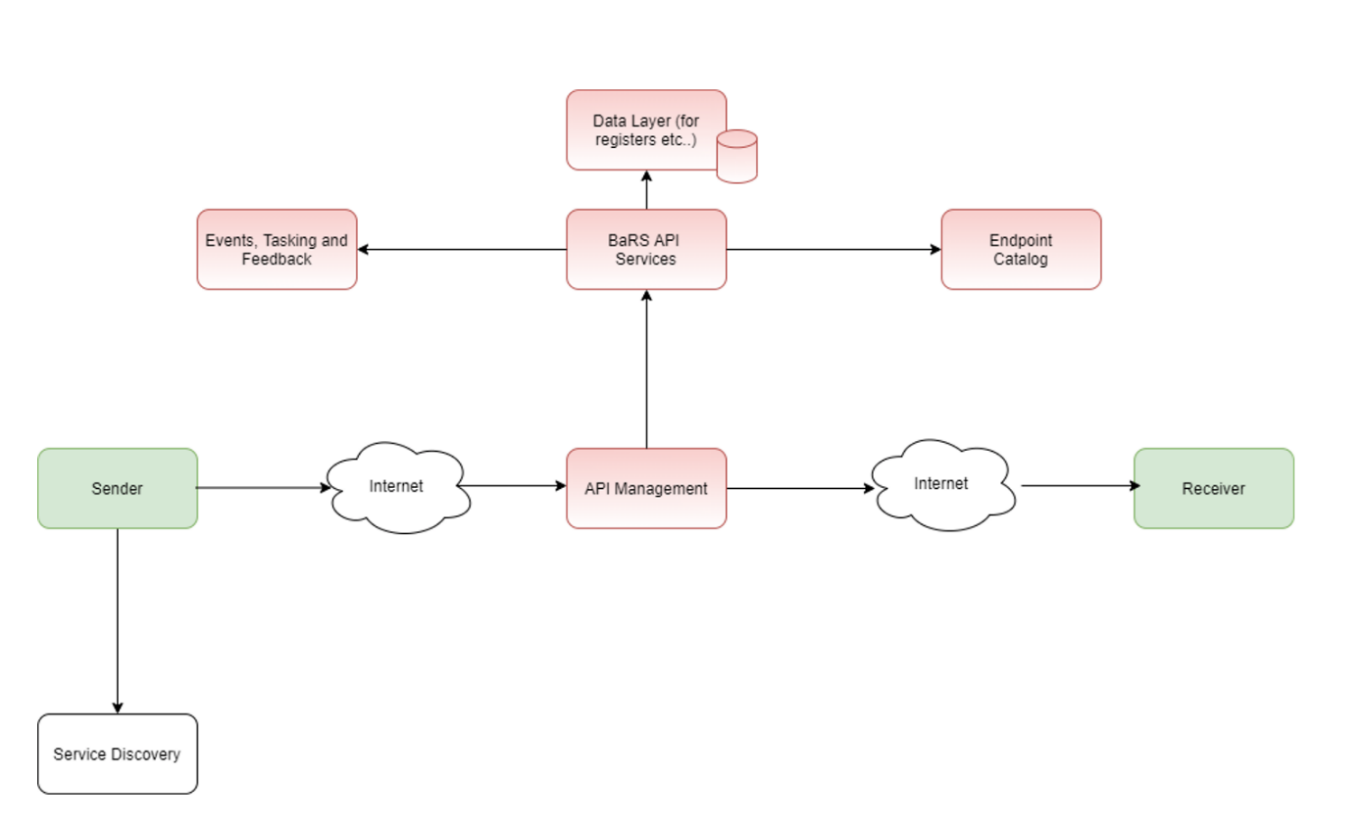 Data Layer (for
registers etc..)
Events, Tasking and
Feedback
BaRS API
Services
Endpoint
Catalog
Sender
Internet
API Management
Internet
Receiver
Service Discovery